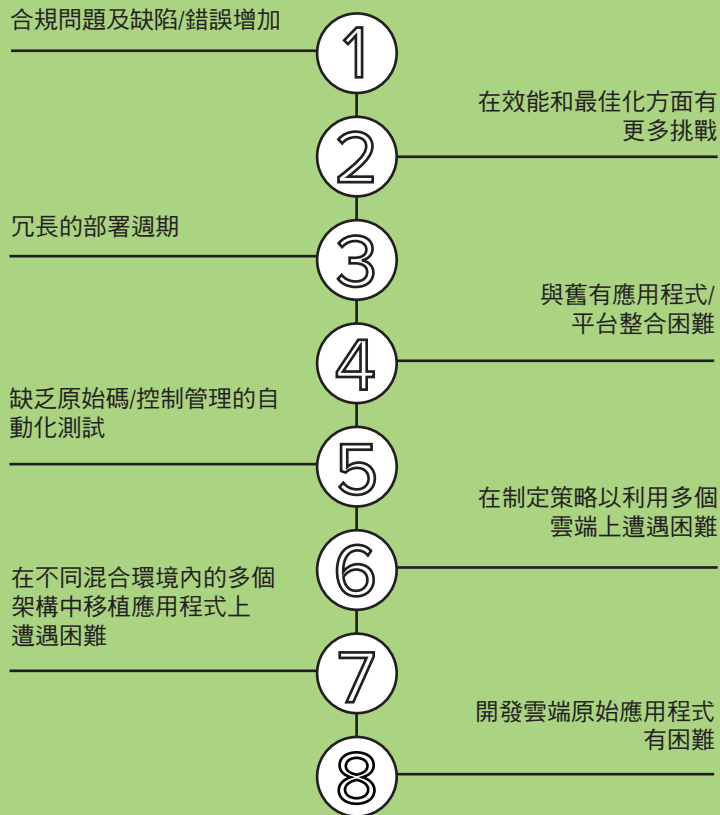 合規問題及缺陷/錯誤增加
1
在效能和最佳化方面有
更多挑戰
2
冗長的部署週期
3
與舊有應用程式/
平台整合困難
4
缺乏原始碼/控制管理的自
動化測試
5
在制定策略以利用多個
雲端上遭遇困難
6
在不同混合環境內的多個
架構中移植應用程式上
遭遇困難
7
開發雲端原始應用程式
有困難
8